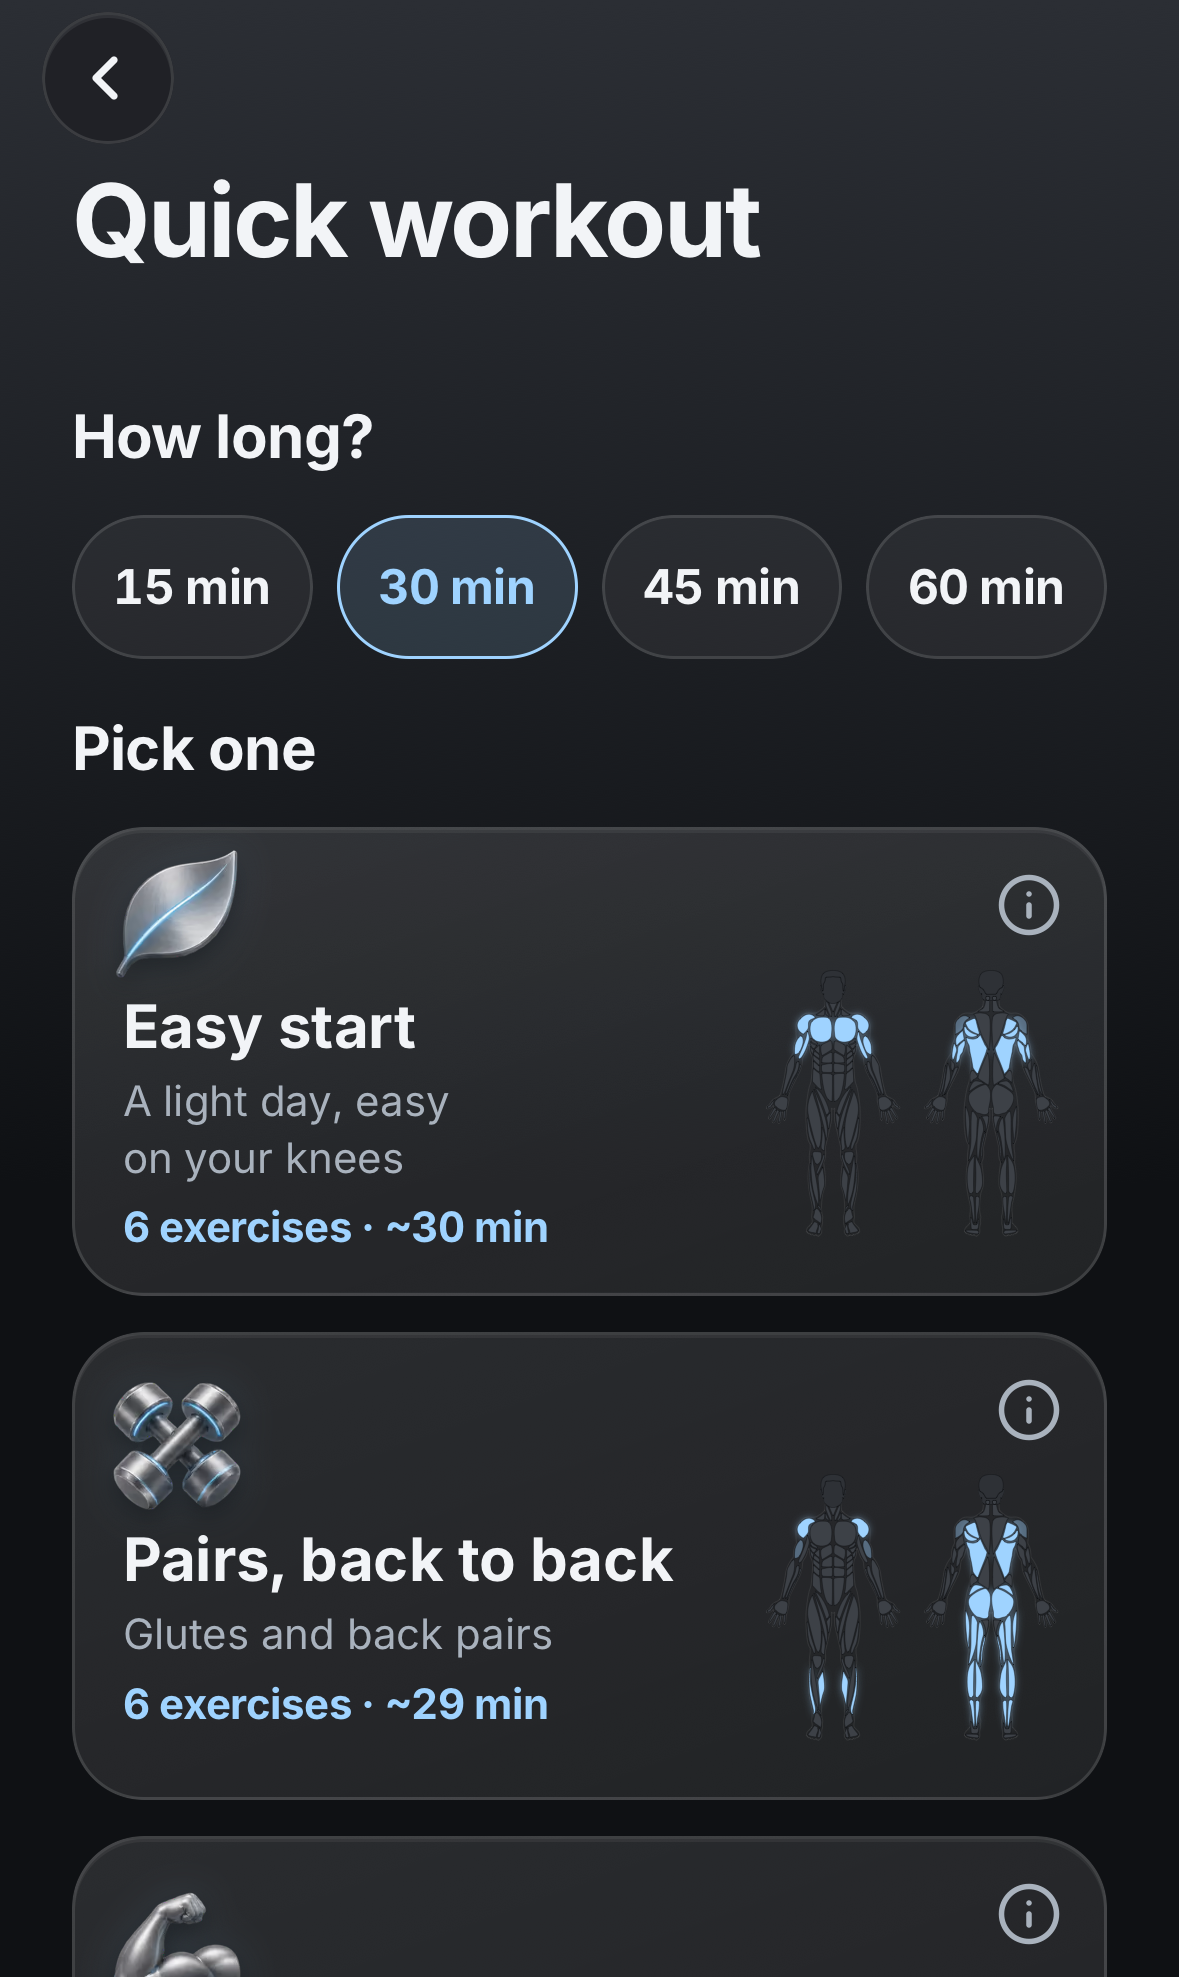 Quick workout
How long?
15 min
30 min
45 min
60 min
Pick one
Easy start
A light day, easy
on your knees
6 exercises · ~30 min
Pairs, back to back
Glutes and back pairs
6 exercises · ~29 min